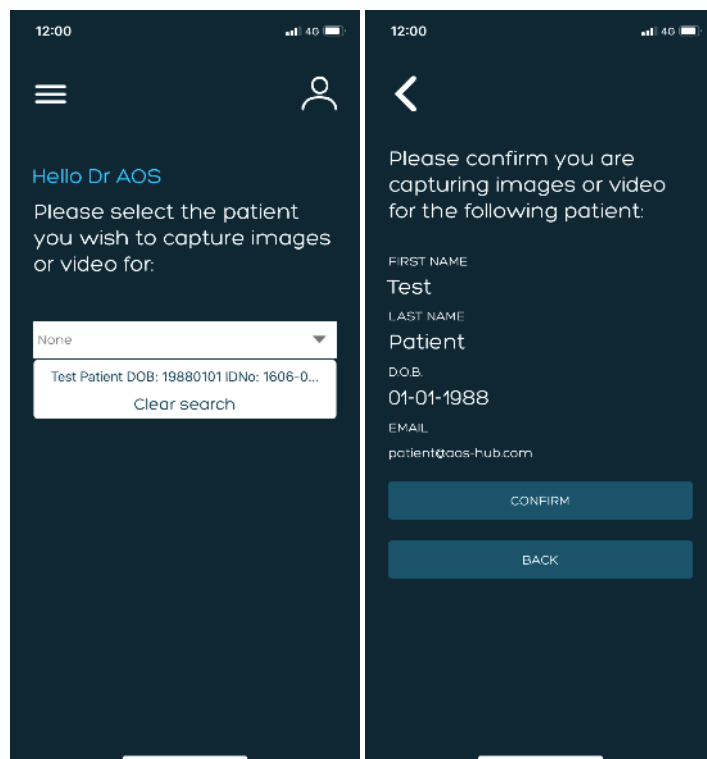 12:00
4G
Hello Dr AOS
Please select the patient
you wish to capture images
or video for:
None
Test Patient DOB: 19880101 IDNo: 1606-0...
Clear search
12:00
4G
Please confirm you are
capturing images or video
for the following patient:
FIRST NAME
Test
LAST NAME
Patient
D.O.B.
01-01-1988
EMAIL
patient@aos-hub.com
CONFIRM
BACK